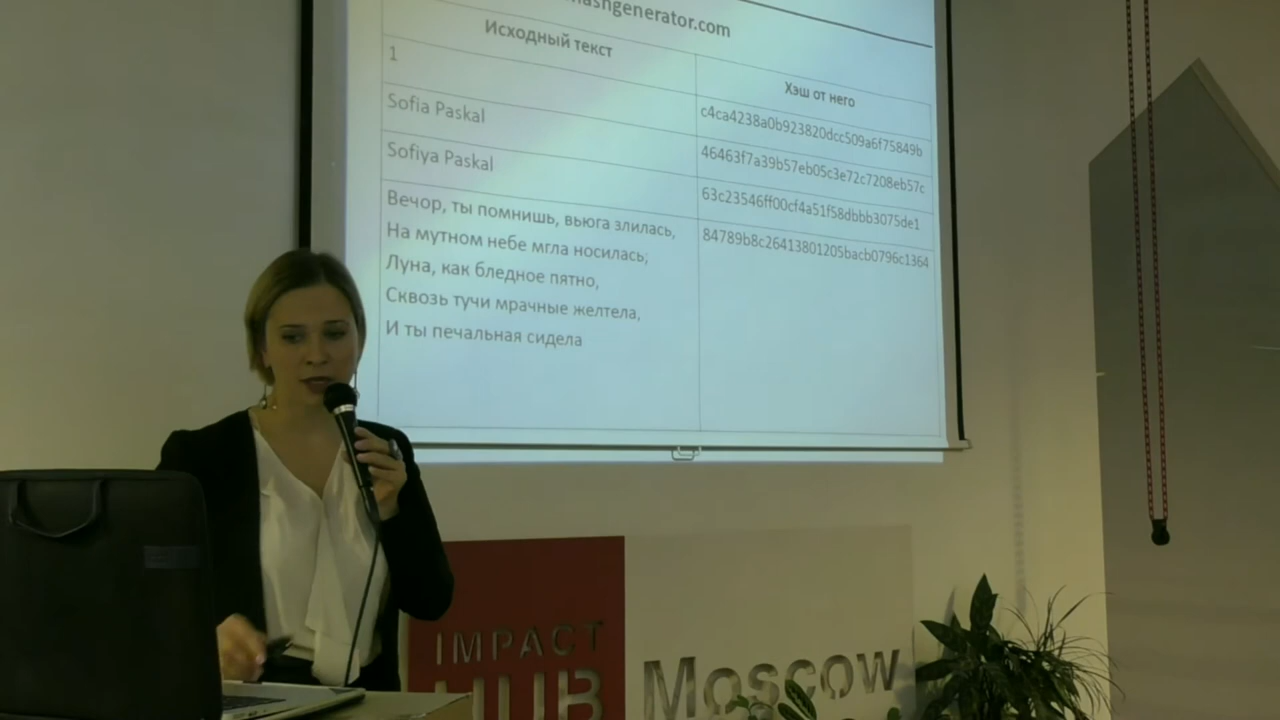 hashgenerator.com
Исходный текст
Хэш от него
1
c4ca4238a0b923820dcc509a6f75849b
Sofia Paskal
46463f7a39b57eb05c3e72c7208eb57c
Sofiya Paskal
63c23546ff00cf4a51f58dbbb3075de1
Вечор, ты помнишь, вьюга злилась,
На мутном небе мгла носилась;
Луна, как бледное пятно,
Сквозь тучи мрачные желтела,
И ты печальная сидела
84789b8c26413801205bacb0796c1364
IMPACT
HUB
Moscow